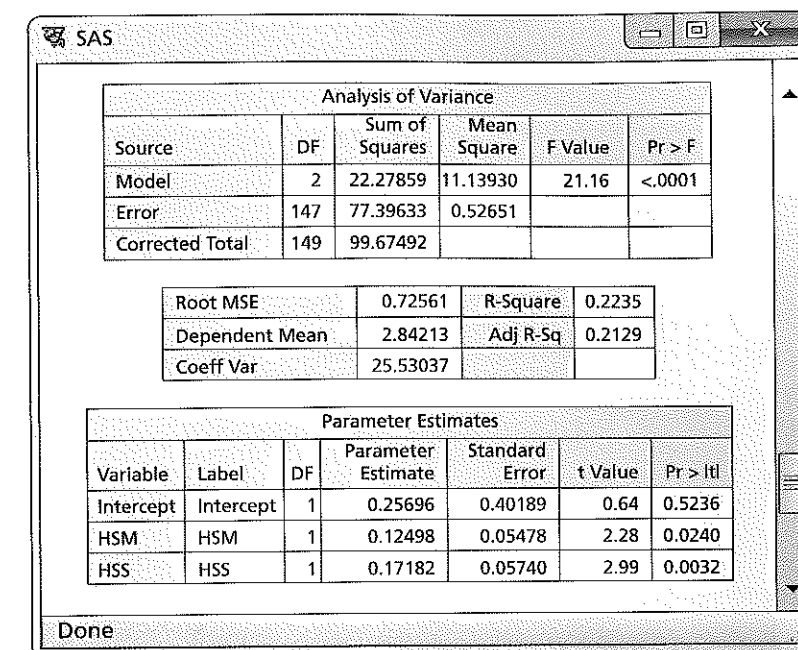 SAS
Analysis of Variance
Source DF Sum of Squares Mean Square F Value Pr > F
Model 2 22.27859 11.13930 21.16 <.0001
Error 147 77.39633 0.52651
Corrected Total 149 99.67492
Root MSE 0.72561 R-Square 0.2235
Dependent Mean 2.84213 Adj R-Sq 0.2129
Coeff Var 25.53037
Parameter Estimates
Variable Label DF Parameter Estimate Standard Error t Value Pr > ltl
Intercept Intercept 1 0.25696 0.40189 0.64 0.5236
HSM HSM 1 0.12498 0.05478 2.28 0.0240
HSS HSS 1 0.17182 0.05740 2.99 0.0032
Done